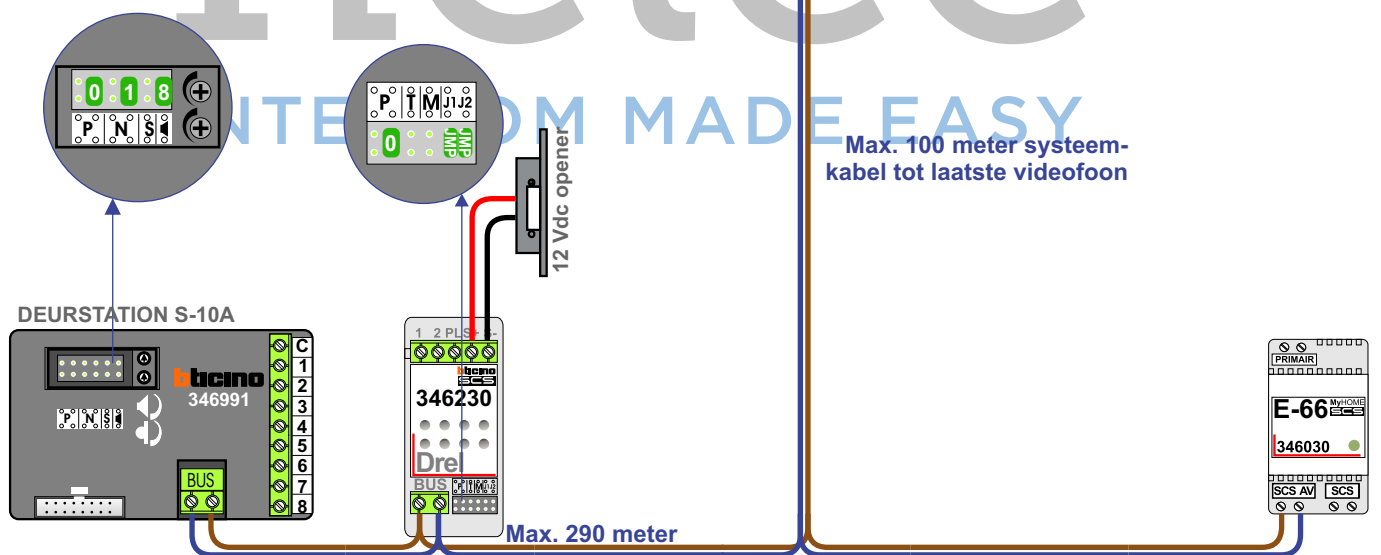 INTERCOM MADE EASY
0 1 8
P N S
P T M J1 J2
0 JMP JMP
12 Vdc opener
Max. 100 meter systeem-
kabel tot laatste videofoon
DEURSTATION S-10A
bticino
346991
P N S
BUS
C
1
2
3
4
5
6
7
8
1 2 PL S+ S-
bticino
SCS
346230
Drel
BUS
P T M J1 J2
Max. 290 meter
PRIMAIR
E-66 MyHOME
SCS
346030
SCS AV SCS